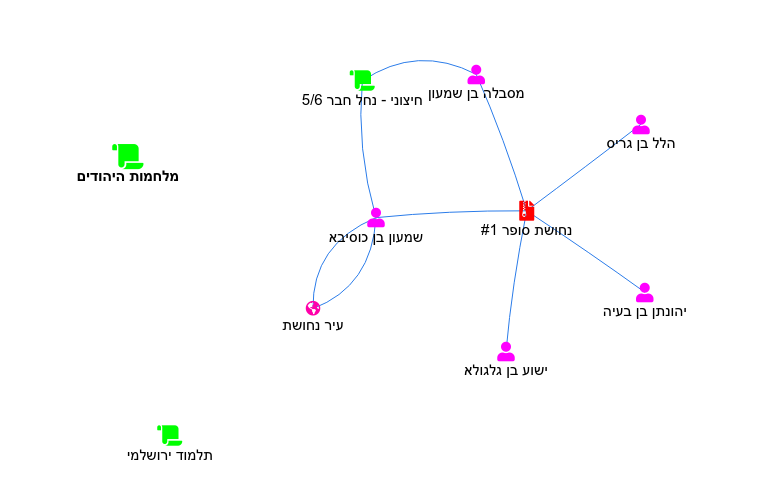 חיצוני - נחל חבר 5/6
מסבלה בן שמעון
הלל בן גריס
מלחמות היהודים
שמעון בן כוסיבא
נחושת סופר 1#
עיר נחושת
יהונתן בן בעיה
ישוע בן גלגולא
תלמוד ירושלמי